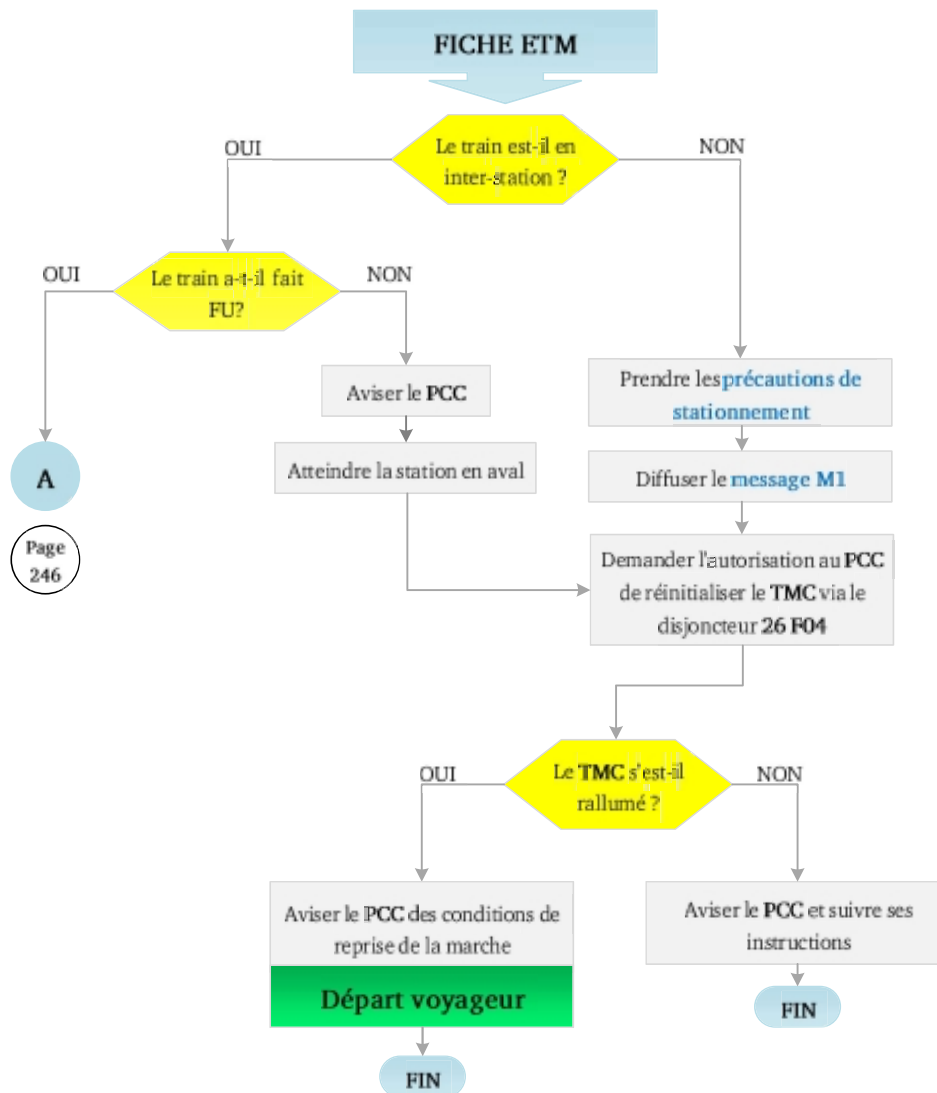 FICHE ETM
Le train est-il en
inter-station ?
OUI
NON
Le train a-t-il fait
FU?
OUI
NON
Aviser le PCC
Atteindre la station en aval
Prendre les précautions de
stationnement
Diffuser le message M1
Demander l'autorisation au PCC
de réinitialiser le TMC via le
disjoncteur 26 F04
A
Page
246
Le TMC s'est-il
rallumé ?
OUI
NON
Aviser le PCC des conditions de
reprise de la marche
Départ voyageur
FIN
Aviser le PCC et suivre ses
instructions
FIN